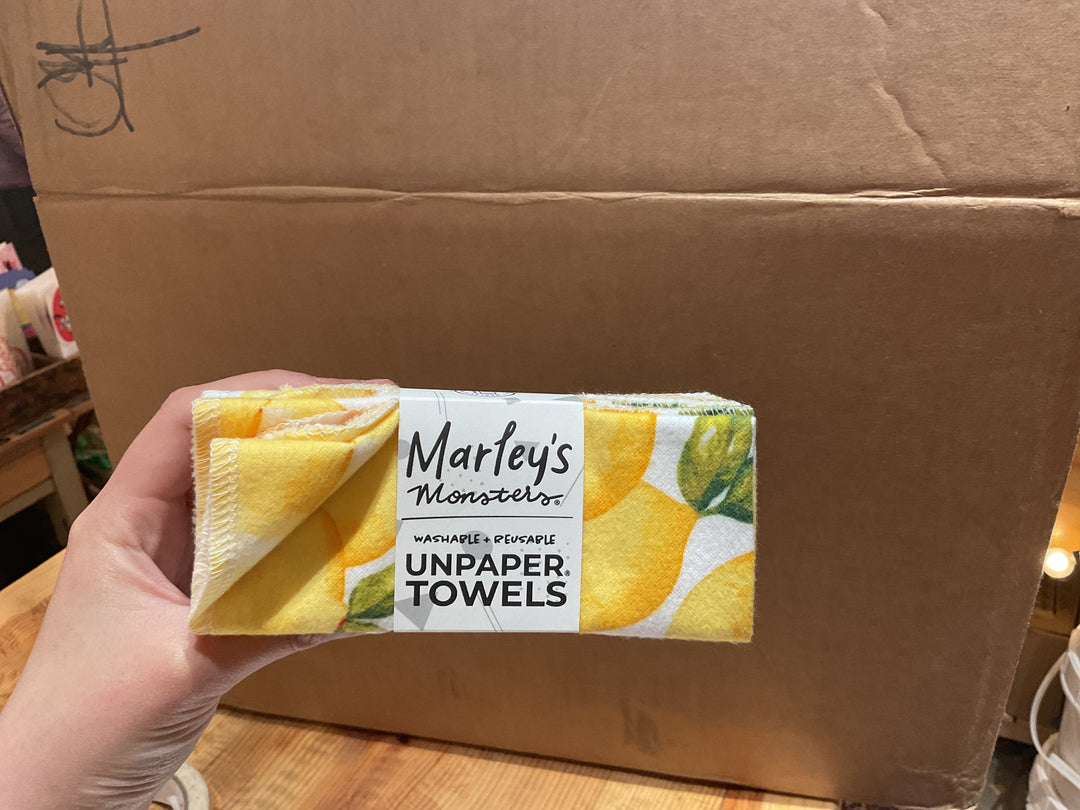 Marley's
Monsters®
WASHABLE + REUSABLE
UNPAPER®
TOWELS